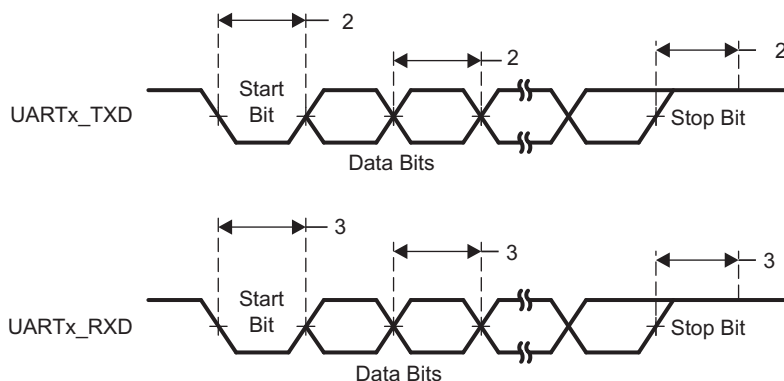 2
2
2
Start
Bit
UARTx_TXD
Stop Bit
Data Bits
3
3
3
Start
Bit
UARTx_RXD
Stop Bit
Data Bits